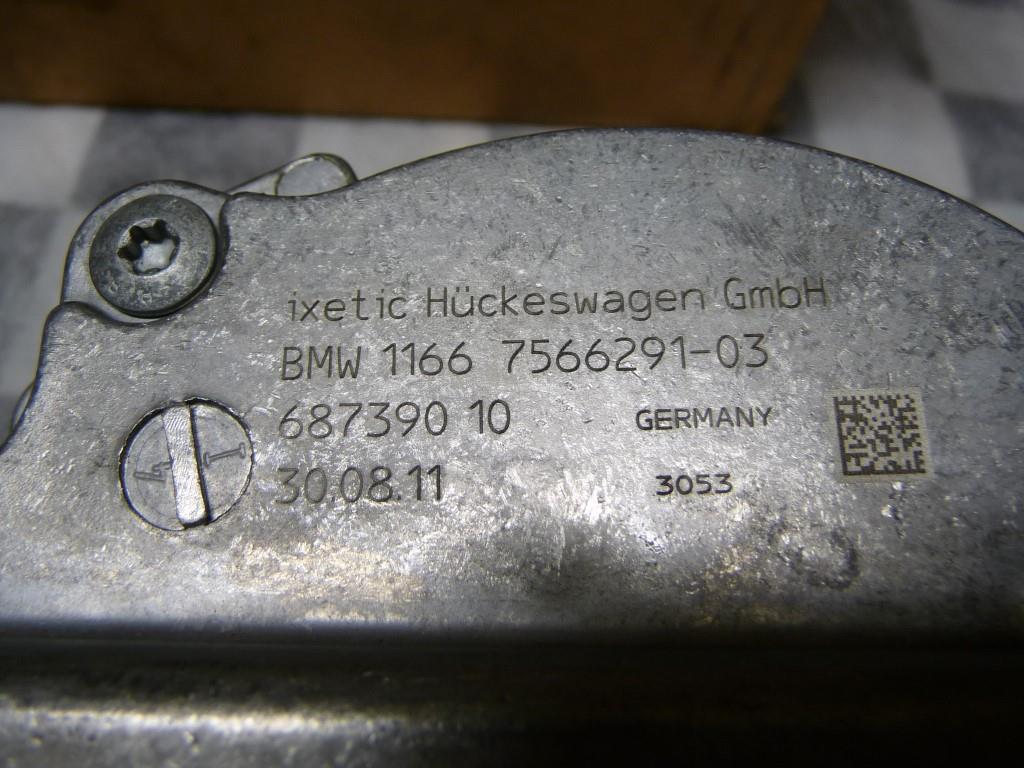 ixetic Hückeswagen GmbH
BMW 1166 7566291-03
687390 10 GERMANY
30.08.11 3053